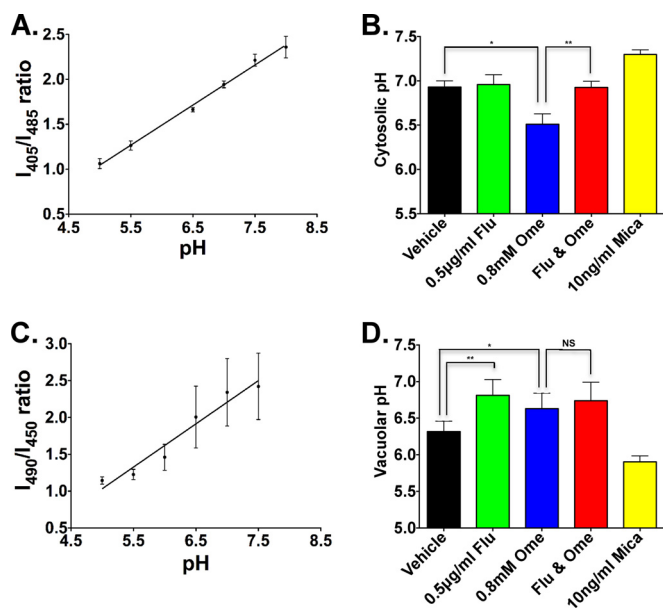 A.
I405/I485 ratio
2.5
2.0
1.5
1.0
0.5
4.5 5.5 6.5 7.5 8.5
pH
B.
Cytosolic pH
7.5
7.0
6.5
6.0
5.5
*
**
Vehicle
0.5µg/ml Flu
0.8mM Ome
Flu & Ome
10ng/ml Mica
C.
I490/I450 ratio
3.0
2.5
2.0
1.5
1.0
0.5
4.5 5.5 6.5 7.5 8.5
pH
D.
Vacuolar pH
7.5
7.0
6.5
6.0
5.5
5.0
*
**
NS
Vehicle
0.5µg/ml Flu
0.8mM Ome
Flu & Ome
10ng/ml Mica